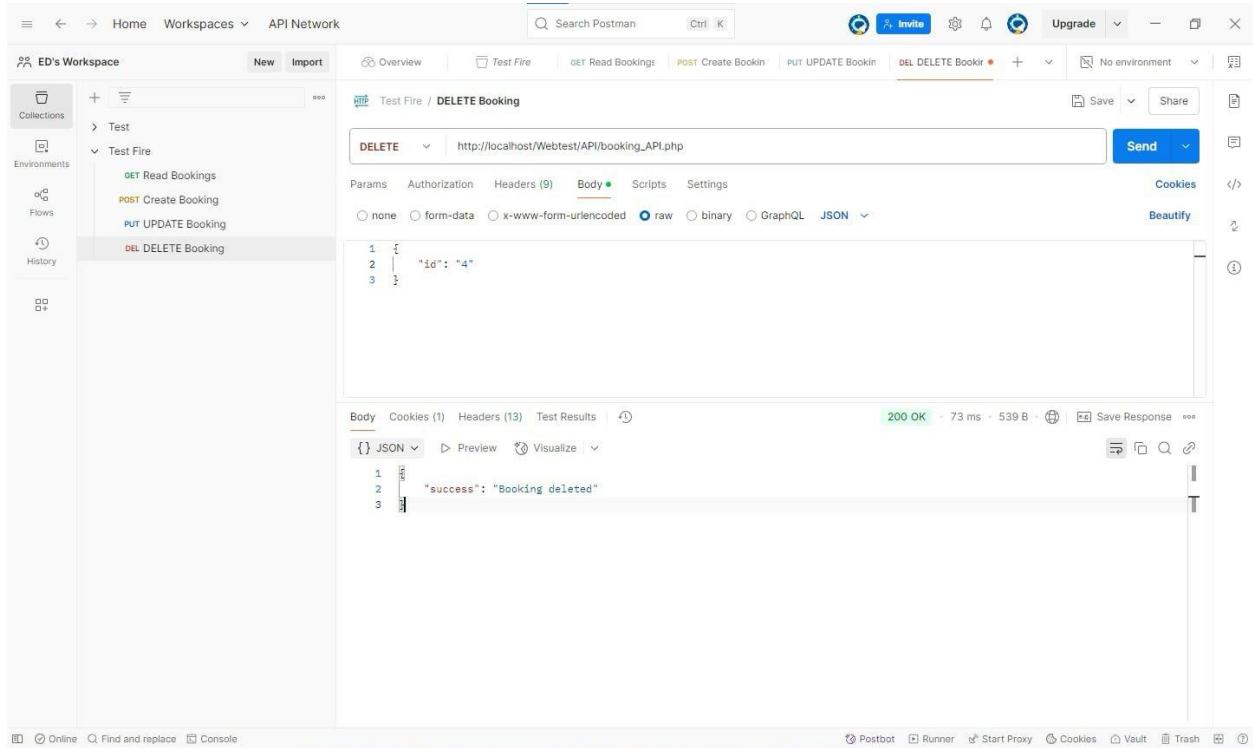 Home Workspaces API Network Search Postman Ctrl K Invite Upgrade
ED's Workspace New Import Overview Test Fire GET Read Bookings POST Create Bookin PUT UPDATE Bookin DEL DELETE Bookin No environment
Collections
Environments
Flows
History
Test
Test Fire
GET Read Bookings
POST Create Booking
PUT UPDATE Booking
DEL DELETE Booking
HTTP Test Fire / DELETE Booking Save Share
DELETE http://localhost/Webtest/API/booking_API.php Send
Params Authorization Headers (9) Body Scripts Settings Cookies
none form-data x-www-form-urlencoded raw binary GraphQL JSON Beautify
1 {
2 "id": "4"
3 }
Body Cookies (1) Headers (13) Test Results 200 OK 73 ms 539 B e.g. Save Response
{} JSON Preview Visualize
1 {
2 "success": "Booking deleted"
3 }
Online Find and replace Console Postbot Runner Start Proxy Cookies Vault Trash